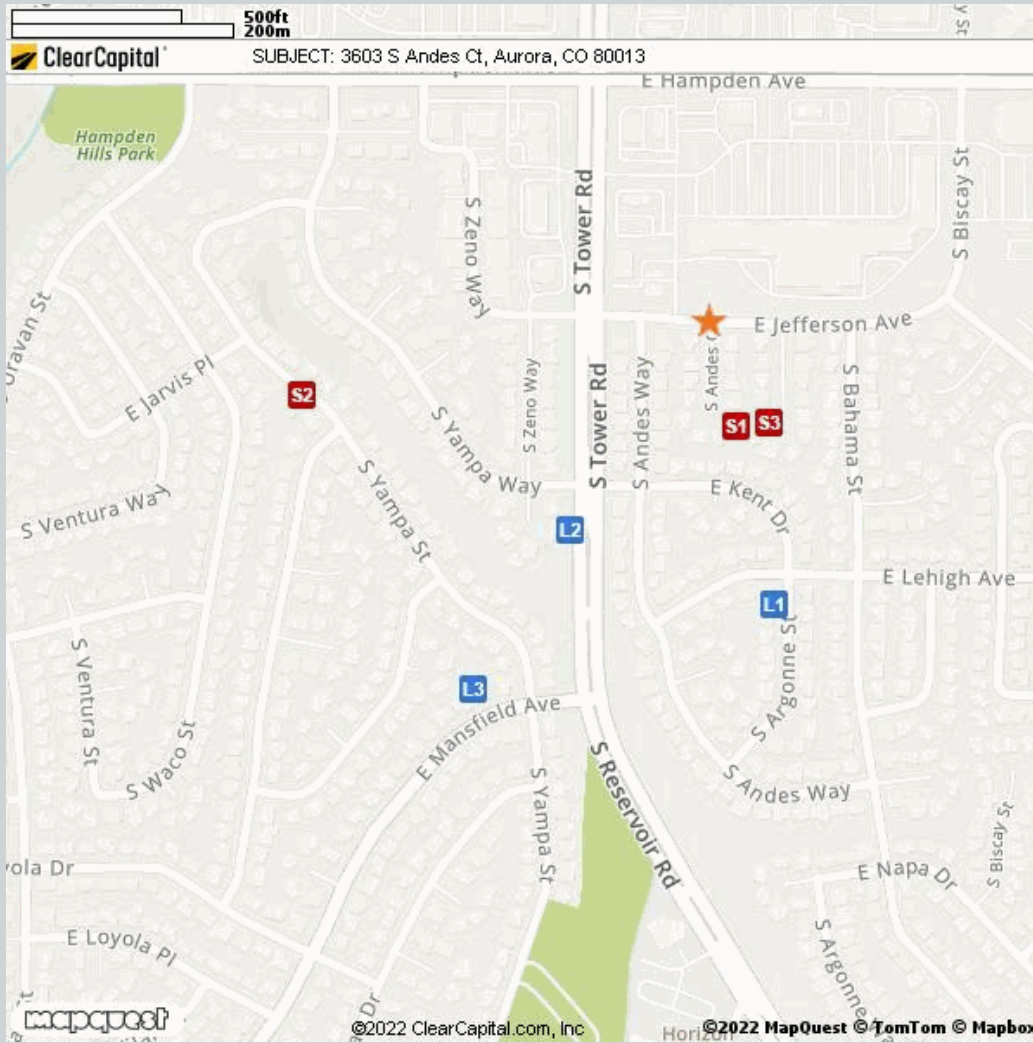 500ft
200m
ClearCapital
SUBJECT: 3603 S Andes Ct, Aurora, CO 80013
E Hampden Ave
Hampden
Hills Park
S Zeno Way
S Tower Rd
S Biscay St
E Jefferson Ave
S Andes
E Jarvis Pl
S2
S Zeno Way
S Tower Rd
S Andes Way
S Bahama St
S1
S3
S Yampa Way
E Kent Dr
S Yampa St
S Ventura Way
L2
E Lehigh Ave
L1
S Ventura St
S Waco St
L3
E Mansfield Ave
S Argonne St
S Andes Way
S Reservoir Rd
S Yampa St
S Biscay St
E Napa Dr
E Loyola Pl
S Argonne
Dr
Horizon
mapquest
©2022 ClearCapital.com, Inc
©2022 MapQuest © TomTom © Mapbox